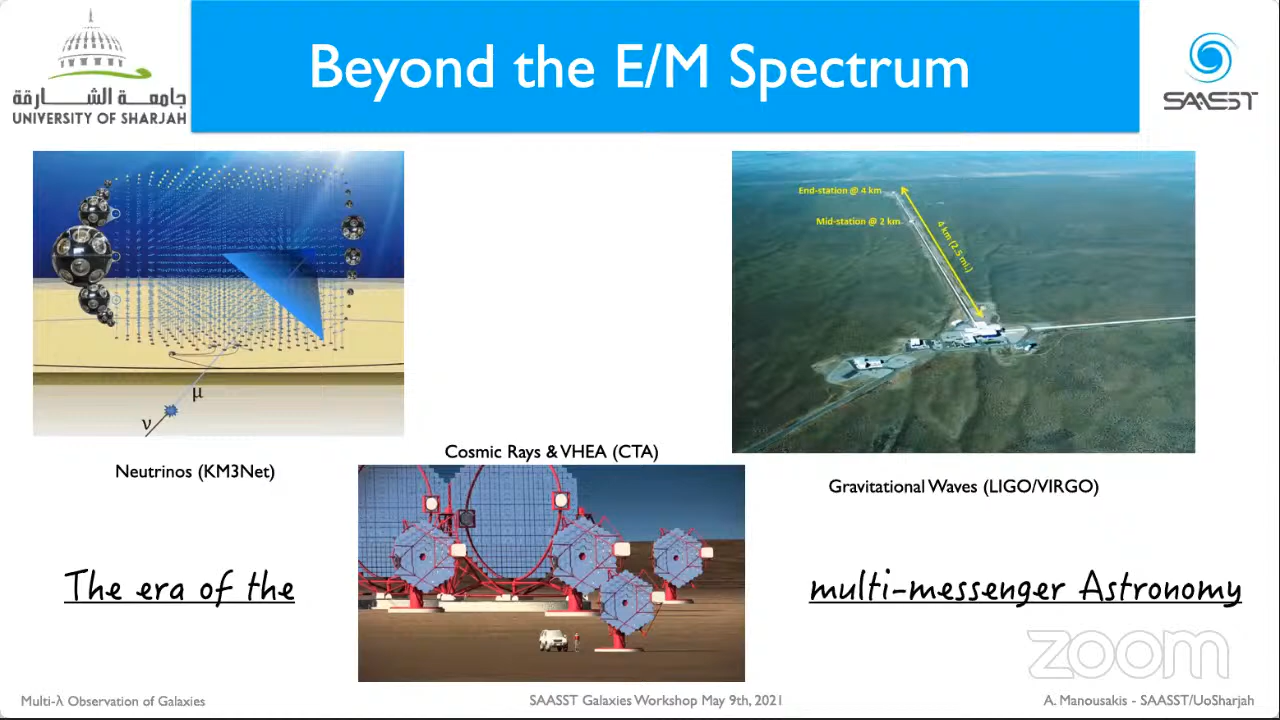 Beyond the E/M Spectrum
جامعة الشارقة
UNIVERSITY OF SHARJAH
SAASST
End-station @ 4 km
Mid-station @ 2 km
4 km (2.5 mi.)
μ
ν
Neutrinos (KM3Net)
Cosmic Rays & VHEA (CTA)
Gravitational Waves (LIGO/VIRGO)
The era of the
multi-messenger Astronomy
zoom
Multi-λ Observation of Galaxies
SAASST Galaxies Workshop May 9th, 2021
A. Manousakis - SAASST/UoSharjah